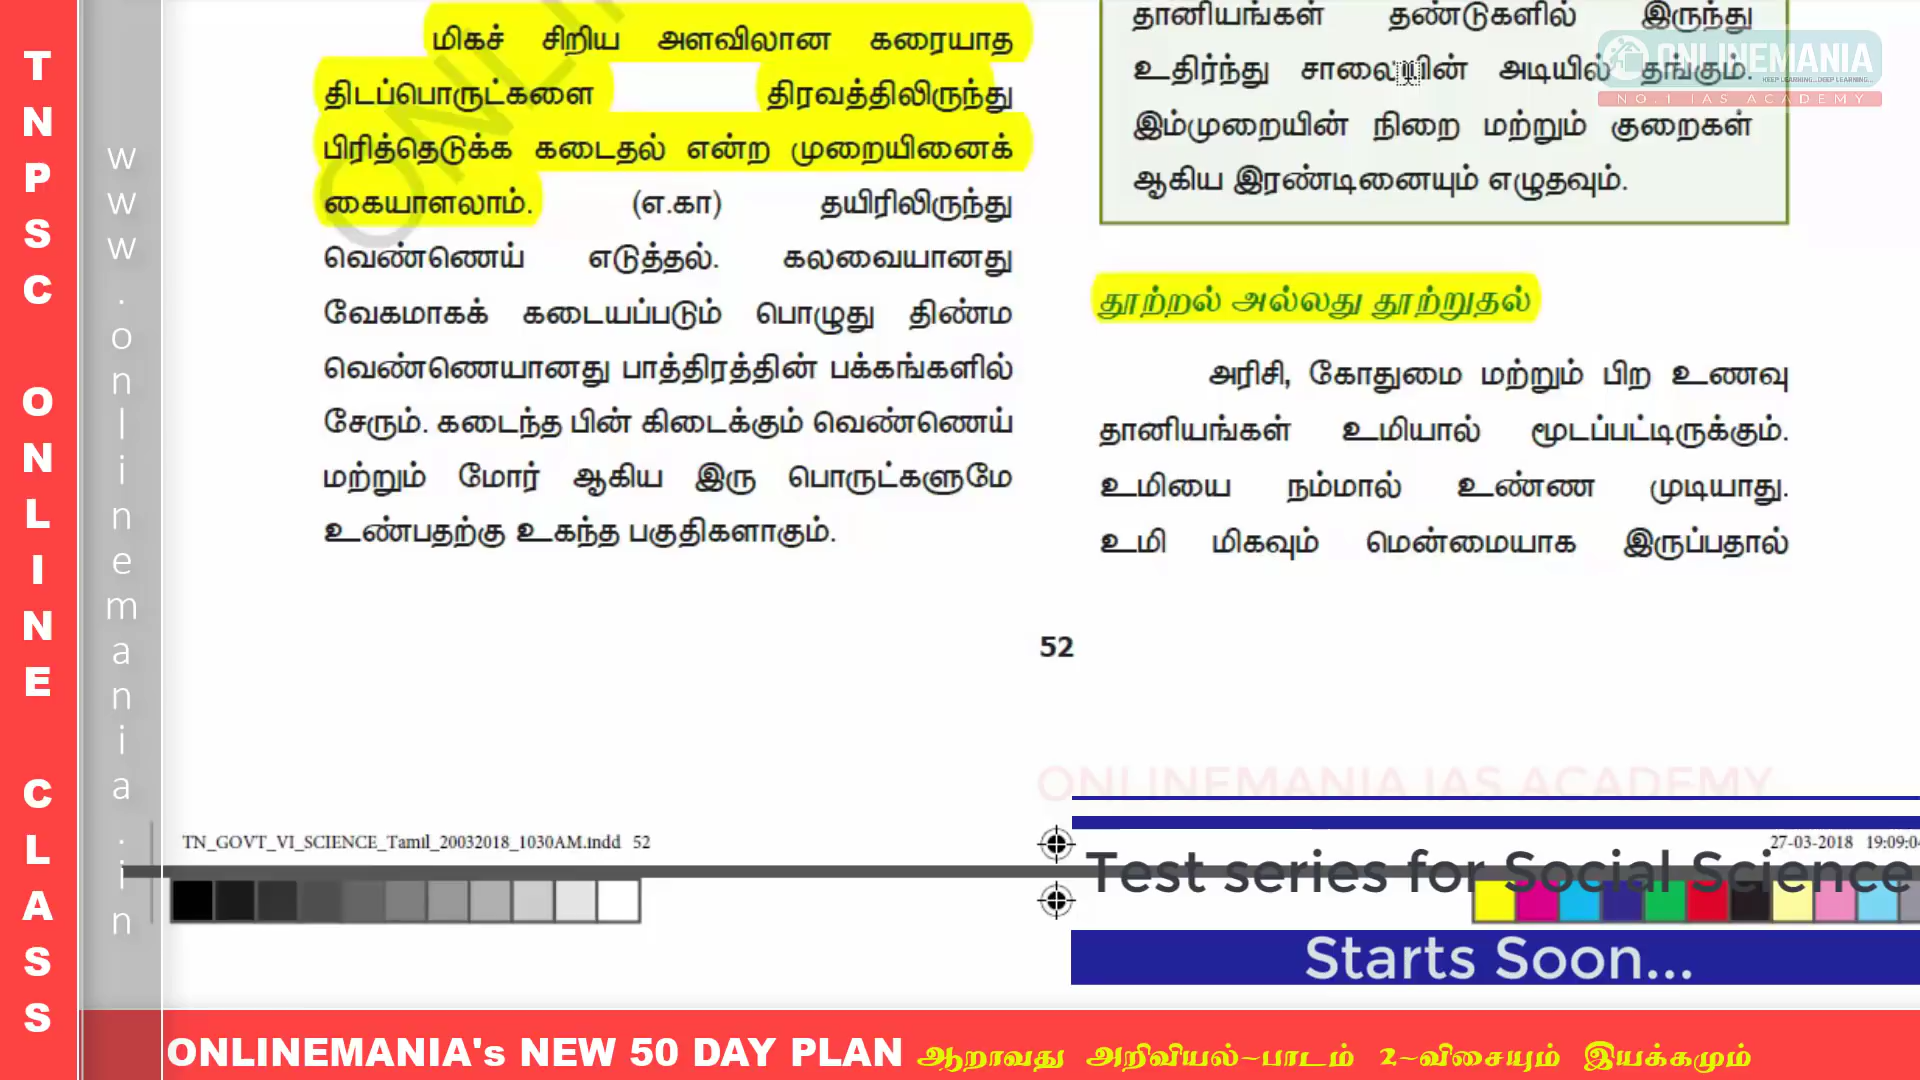 TNPSC ONLINE CLASS
www.onlinemania.in
மிகச் சிறிய அளவிலான கரையாத
திடப்பொருட்களை திரவத்திலிருந்து
பிரித்தெடுக்க கடைதல் என்ற முறையினைக்
கையாளலாம். (எ.கா) தயிரிலிருந்து
வெண்ணெய் எடுத்தல். கலவையானது
வேகமாகக் கடையப்படும் பொழுது திண்ம
வெண்ணெயானது பாத்திரத்தின் பக்கங்களில்
சேரும். கடைந்த பின் கிடைக்கும் வெண்ணெய்
மற்றும் மோர் ஆகிய இரு பொருட்களுமே
உண்பதற்கு உகந்த பகுதிகளாகும்.
தானியங்கள் தண்டுகளில் இருந்து
உதிர்ந்து சாலையின் அடியில் தங்கும்.
இம்முறையின் நிறை மற்றும் குறைகள்
ஆகிய இரண்டினையும் எழுதவும்.
ONLINEMANIA
KEEP LEARNING...DEEP LEARNING...
NO.1 IAS ACADEMY
தூற்றல் அல்லது தூற்றுதல்
அரிசி, கோதுமை மற்றும் பிற உணவு
தானியங்கள் உமியால் மூடப்பட்டிருக்கும்.
உமியை நம்மால் உண்ண முடியாது.
உமி மிகவும் மென்மையாக இருப்பதால்
52
ONLINEMANIA IAS ACADEMY
TN_GOVT_VI_SCIENCE_Tamil_20032018_1030AM.indd 52
27-03-2018 19:09:04
Test series for Social Science
Starts Soon...
ONLINEMANIA's NEW 50 DAY PLAN ஆறாவது அறிவியல்-பாடம் 2-விசையும் இயக்கமும்